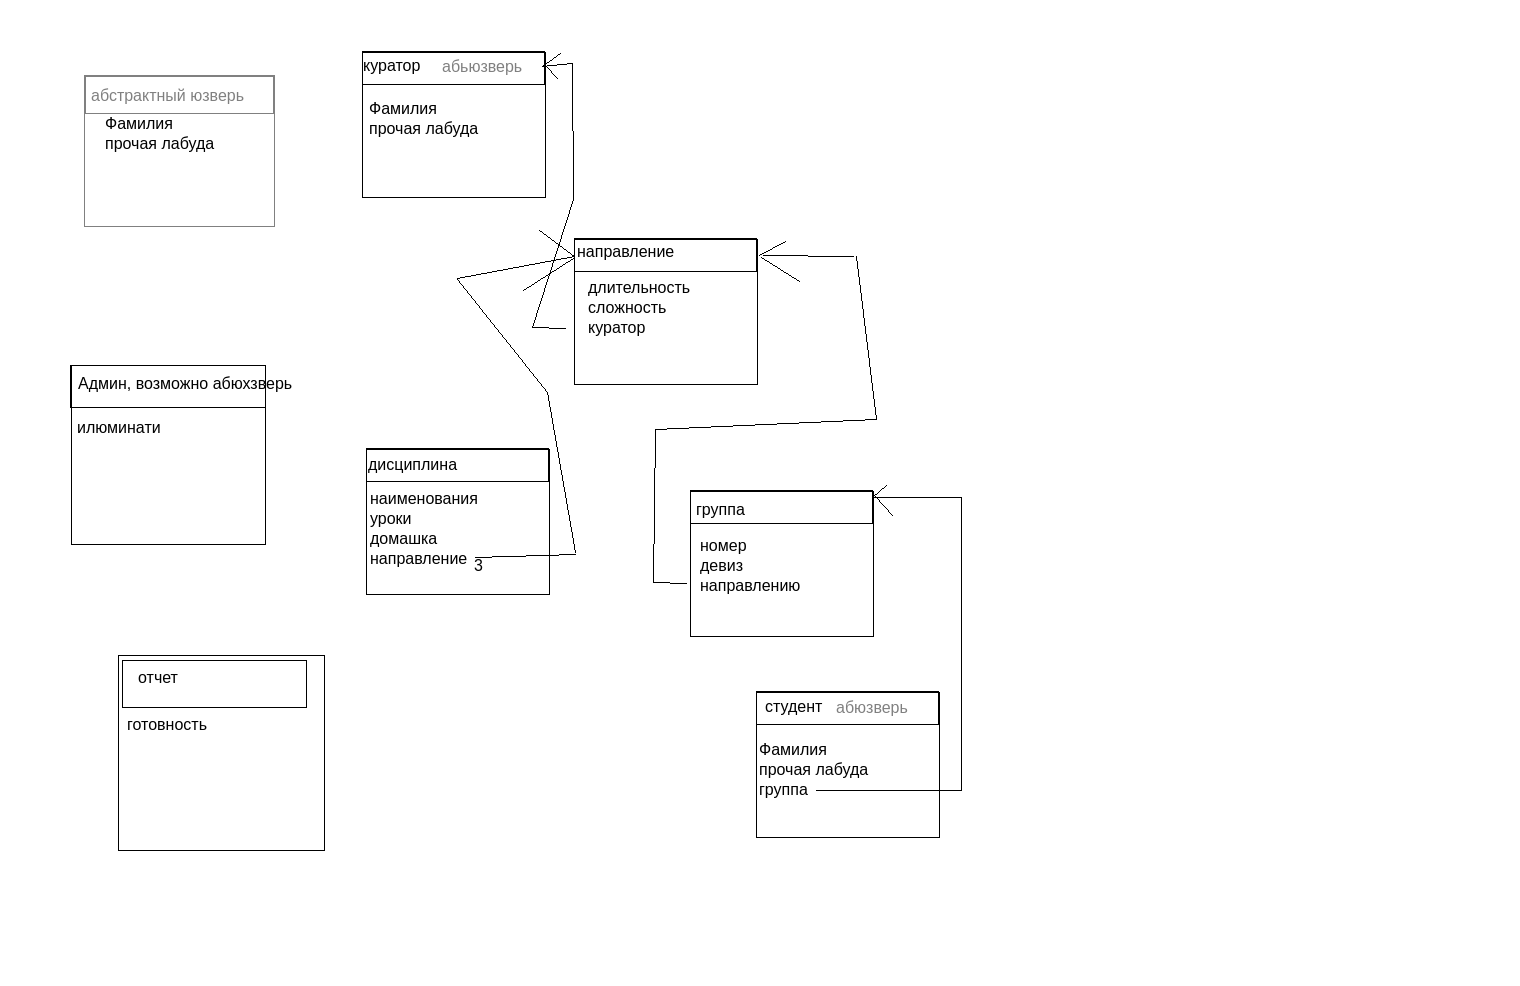 абстрактный юзверь
Фамилия
прочая лабуда
куратор абьюзверь
Фамилия
прочая лабуда
направление
длительность
сложность
куратор
Админ, возможно абюхзверь
илюминати
дисциплина
наименования
уроки
домашка
направление
3
группа
номер
девиз
направлению
отчет
готовность
студент абюзверь
Фамилия
прочая лабуда
группа